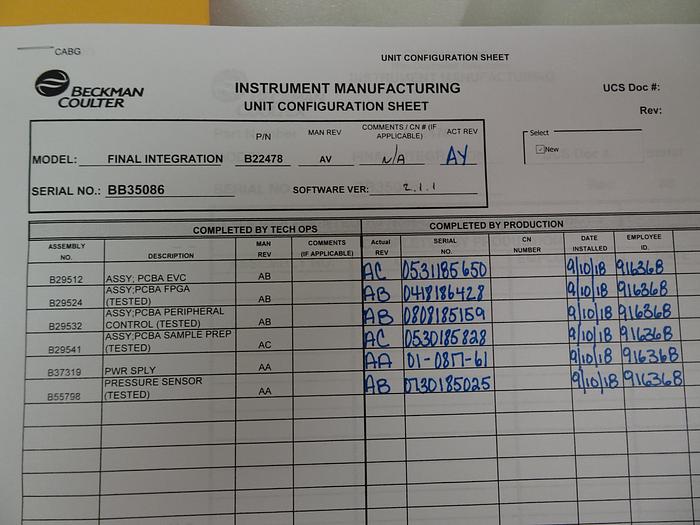 CABG
UNIT CONFIGURATION SHEET
BECKMAN COULTER
INSTRUMENT MANUFACTURING
UNIT CONFIGURATION SHEET
UCS Doc #:
Rev:
P/N MAN REV COMMENTS / CN # (IF APPLICABLE) ACT REV
MODEL: FINAL INTEGRATION B22478 AV N/A AY
SERIAL NO.: BB35086 SOFTWARE VER: 2.1.1
Select
New
COMPLETED BY TECH OPS COMPLETED BY PRODUCTION
ASSEMBLY NO. DESCRIPTION MAN REV COMMENTS (IF APPLICABLE) Actual REV SERIAL NO. CN NUMBER DATE INSTALLED EMPLOYEE ID.
B29512 ASSY; PCBA EVC AB AC 0531185650 9/10/18 916368
B29524 ASSY;PCBA FPGA (TESTED) AB AB 0418186428 9/10/18 916368
B29532 ASSY;PCBA PERIPHERAL CONTROL (TESTED) AB AB 0808185159 9/10/18 916368
B29541 ASSY;PCBA SAMPLE PREP (TESTED) AC AC 0530185828 9/10/18 916368
B37319 PWR SPLY AA AA 01-0817-61 9/10/18 916368
B55798 PRESSURE SENSOR (TESTED) AA AB 0730185025 9/10/18 916368